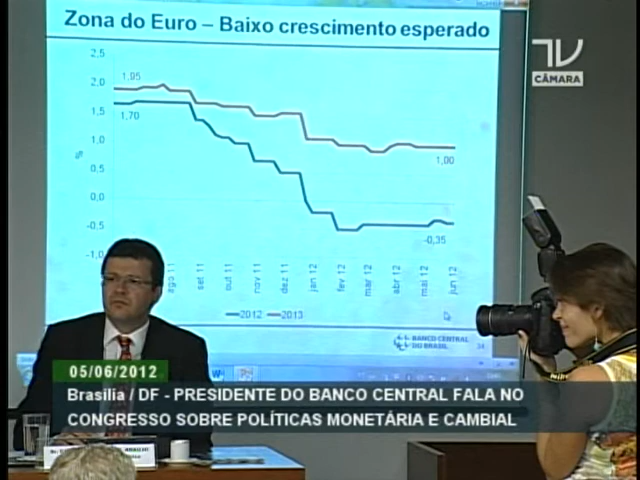 Zona do Euro – Baixo crescimento esperado
TV
CÂMARA
2,5
2,0
1,5
1,0
0,5
0,0
-0,5
-1,0
%
1,95
1,70
1,00
-0,35
ago 11
set 11
out 11
nov 11
dez 11
jan 12
fev 12
mar 12
abr 12
mai 12
jun 12
2012 2013
BANCO CENTRAL
DO BRASIL
05/06/2012
Brasília / DF - PRESIDENTE DO BANCO CENTRAL FALA NO
CONGRESSO SOBRE POLÍTICAS MONETÁRIA E CAMBIAL
ARAUJO